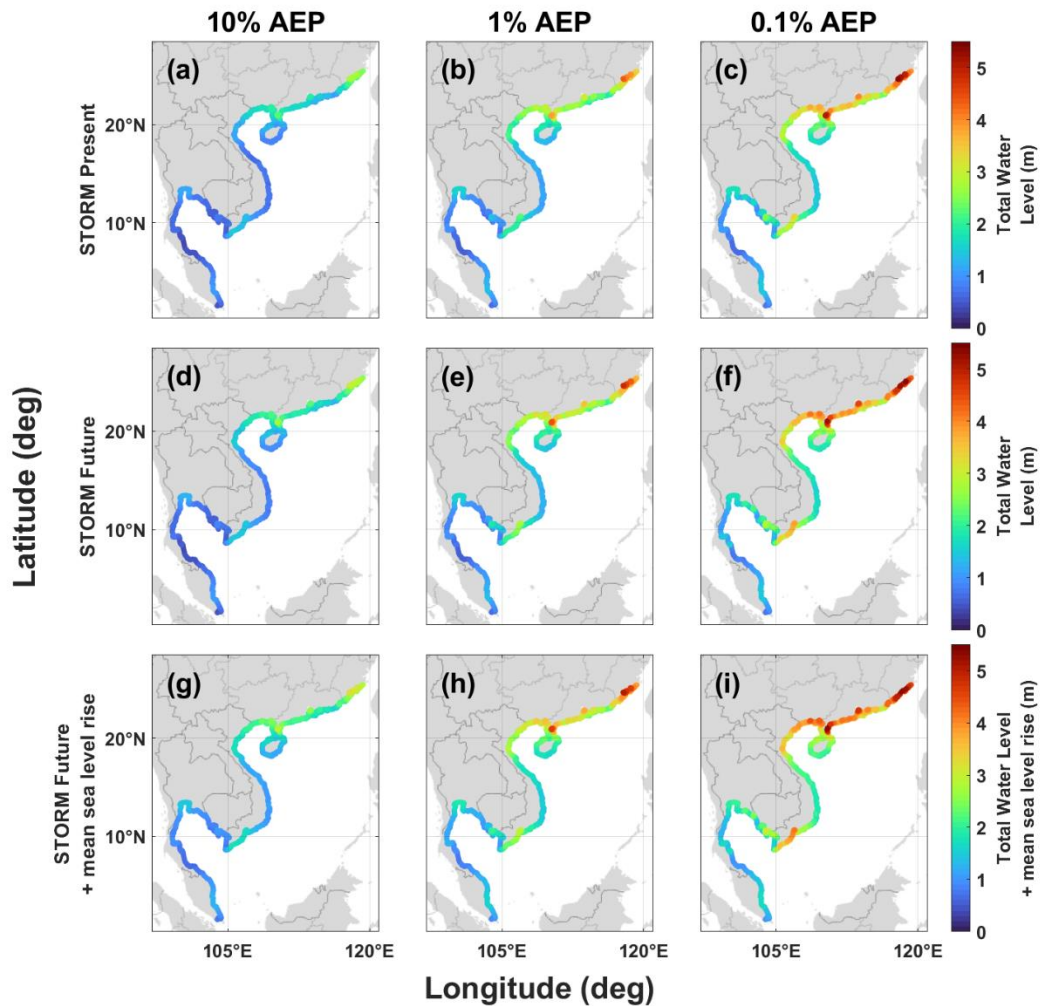 10% AEP
1% AEP
0.1% AEP
(a)
(b)
(c)
20°N
10°N
STORM Present
5
4
3
2
1
0
Total Water
Level (m)
(d)
(e)
(f)
20°N
10°N
Latitude (deg)
STORM Future
5
4
3
2
1
0
Total Water
Level (m)
(g)
(h)
(i)
20°N
10°N
STORM Future
+ mean sea level rise
5
4
3
2
1
0
Total Water Level
+ mean sea level rise (m)
105°E
120°E
105°E
120°E
105°E
120°E
Longitude (deg)